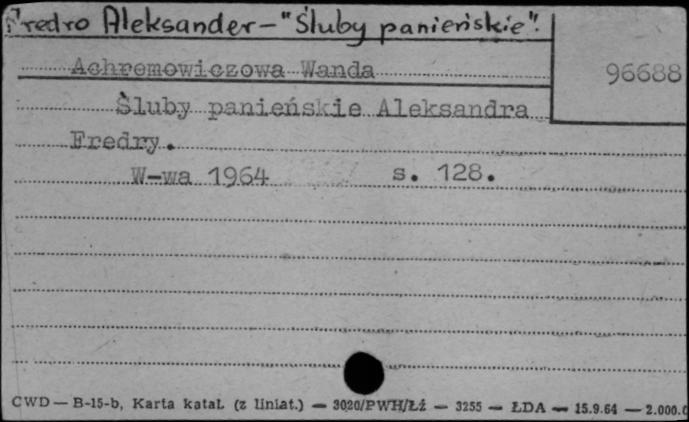 Fredro Aleksander - "Śluby panieńskie".
Achremowiczowa Wanda
96688
Śluby panieńskie Aleksandra
Fredry.
W-wa 1964 s. 128.
CWD — B-15-b, Karta katal. (z liniat.) — 3020/PWH/Łź — 3255 — ŁDA — 15.9.64 — 2.000.0